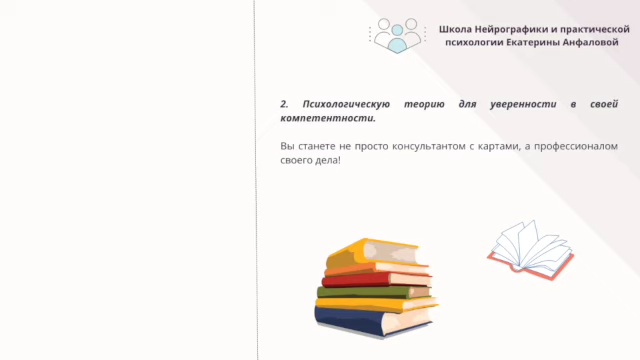 Школа Нейрографики и практической
психологии Екатерины Анфаловой
2. Психологическую теорию для уверенности в своей
компетентности.
Вы станете не просто консультантом с картами, а профессионалом
своего дела!